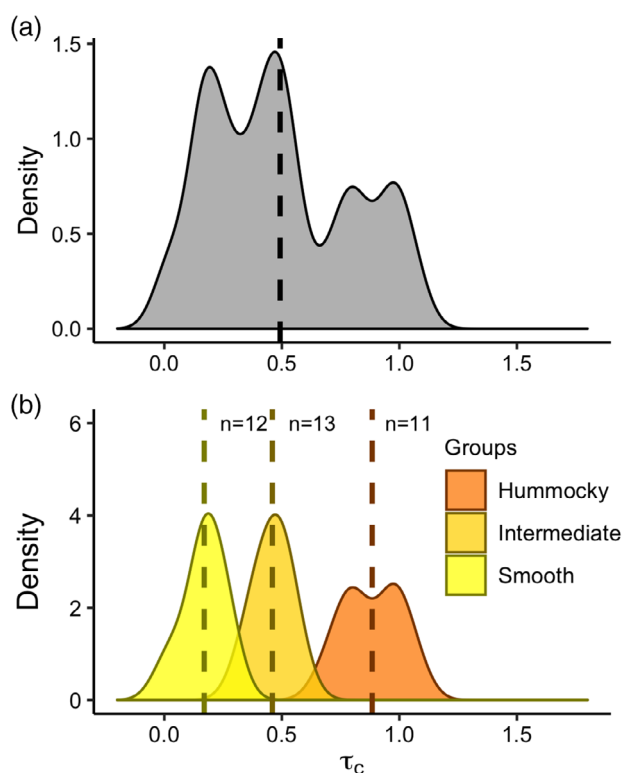 (a)
1.5
1.0
0.5
0.0
Density
0.0 0.5 1.0 1.5
(b)
6
4
2
0
Density
n=12 n=13 n=11
Groups
Hummocky
Intermediate
Smooth
0.0 0.5 1.0 1.5
τc